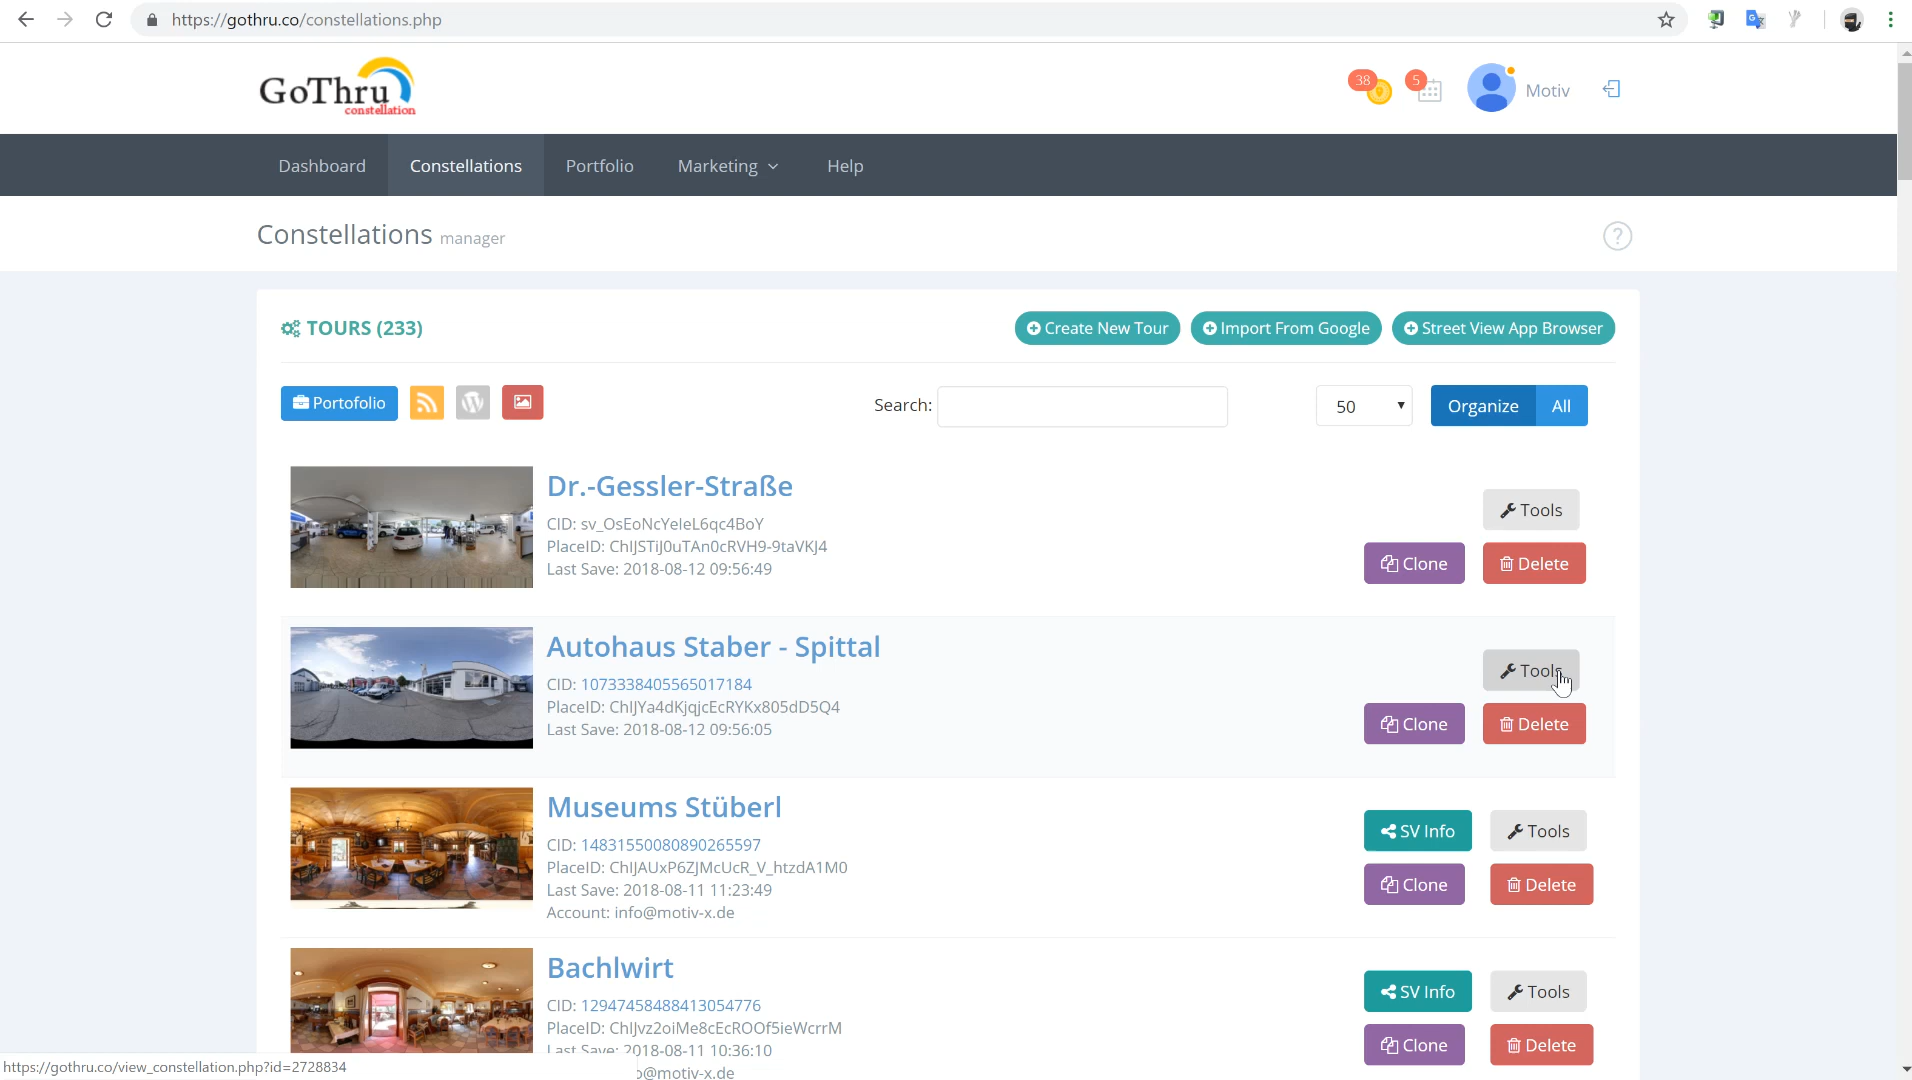 https://gothru.co/constellations.php
GoThru
constellation
38
5
Motiv
Dashboard
Constellations
Portfolio
Marketing
Help
Constellations manager
?
TOURS (233)
Create New Tour
Import From Google
Street View App Browser
Portofolio
Search:
50
Organize
All
Dr.-Gessler-Straße
CID: sv_OsEoNcYeleL6qc4BoY
PlaceID: ChIJSTiJ0uTAn0cRVH9-9taVKJ4
Last Save: 2018-08-12 09:56:49
Tools
Clone
Delete
Autohaus Staber - Spittal
CID: 1073338405565017184
PlaceID: ChIJYa4dKjqjcEcRYKx805dD5Q4
Last Save: 2018-08-12 09:56:05
Tools
Clone
Delete
Museums Stüberl
CID: 14831550080890265597
PlaceID: ChIJAUxP6ZJMcUcR_V_htzdA1M0
Last Save: 2018-08-11 11:23:49
Account: info@motiv-x.de
SV Info
Tools
Clone
Delete
Bachlwirt
CID: 12947458488413054776
PlaceID: ChIJvz2oiMe8cEcROOf5ieWcrrM
Last Save: 2018-08-11 10:36:10
o@motiv-x.de
SV Info
Tools
Clone
Delete
https://gothru.co/view_constellation.php?id=2728834